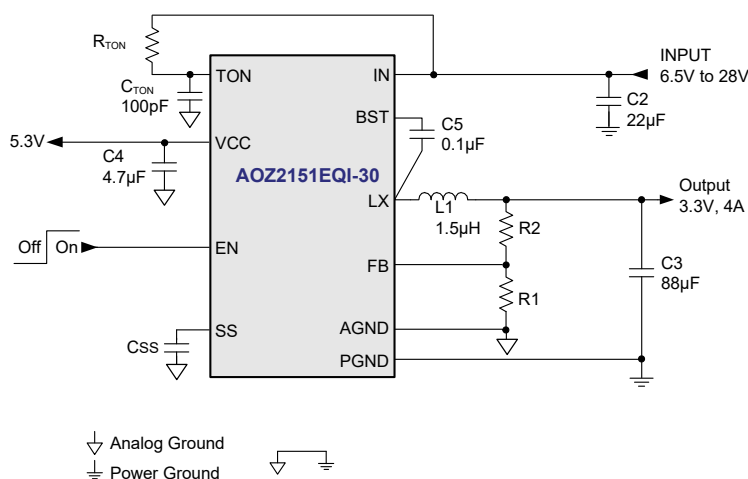 RTON
TON
CTON
100pF
5.3V
VCC
C4
4.7µF
AOZ2151EQI-30
Off
On
EN
SS
CSS
IN
INPUT
6.5V to 28V
C2
22µF
BST
C5
0.1µF
LX
L1
1.5µH
Output
3.3V, 4A
R2
FB
R1
C3
88µF
AGND
PGND
Analog Ground
Power Ground